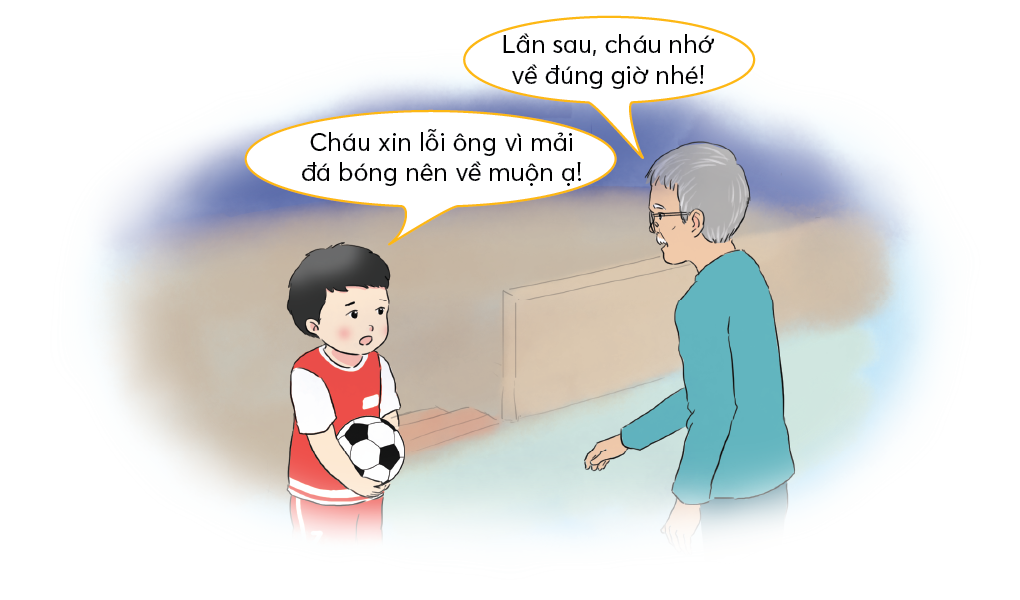 Lần sau, cháu nhớ
về đúng giờ nhé!
Cháu xin lỗi ông vì mải
đá bóng nên về muộn ạ!